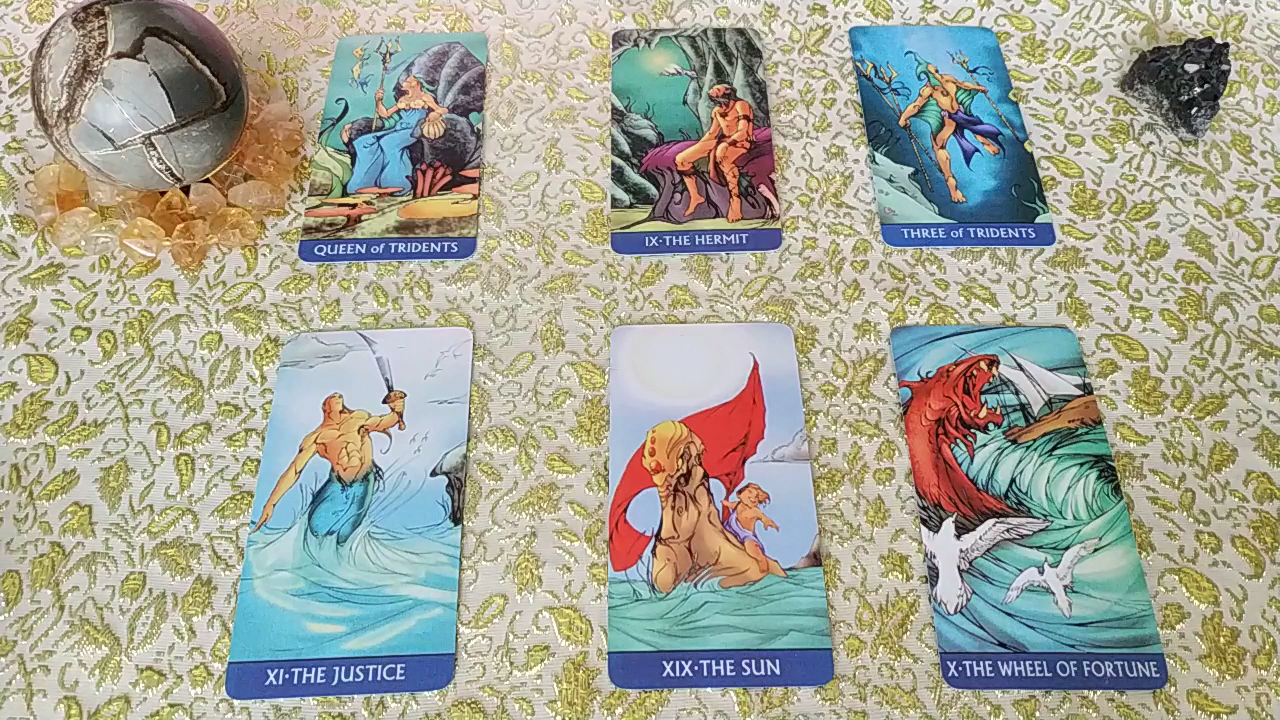 QUEEN of TRIDENTS
IX•THE HERMIT
THREE of TRIDENTS
XI•THE JUSTICE
XIX•THE SUN
X•THE WHEEL OF FORTUNE